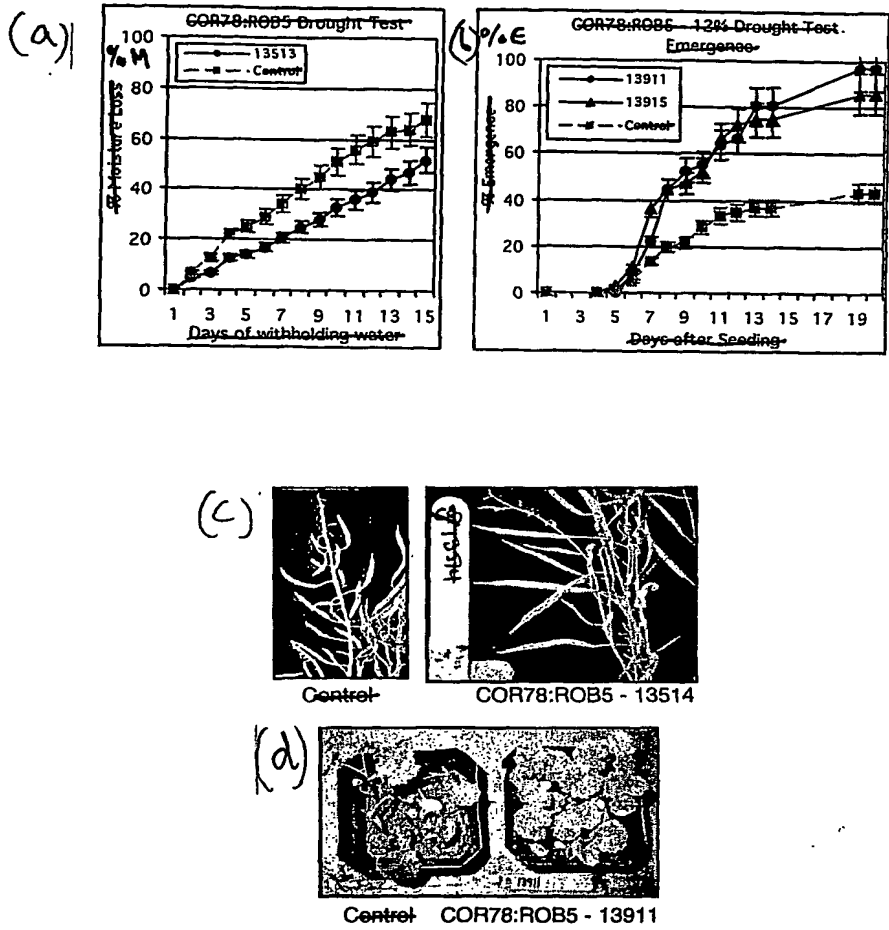 (a)
COR78:ROB5 Drought Test
% M
% Moisture Loss
100
80
60
40
20
0
13513
Control
1 3 5 7 9 11 13 15
Days of withholding water
(b)
% E
COR78:ROB5 - 12% Drought Test
Emergence
% Emergence
100
80
60
40
20
0
13911
13915
Control
1 3 5 7 9 11 13 15 17 19
Days after Seeding
(c)
Control
COR78:ROB5 - 13514
(d)
Control COR78:ROB5 - 13911